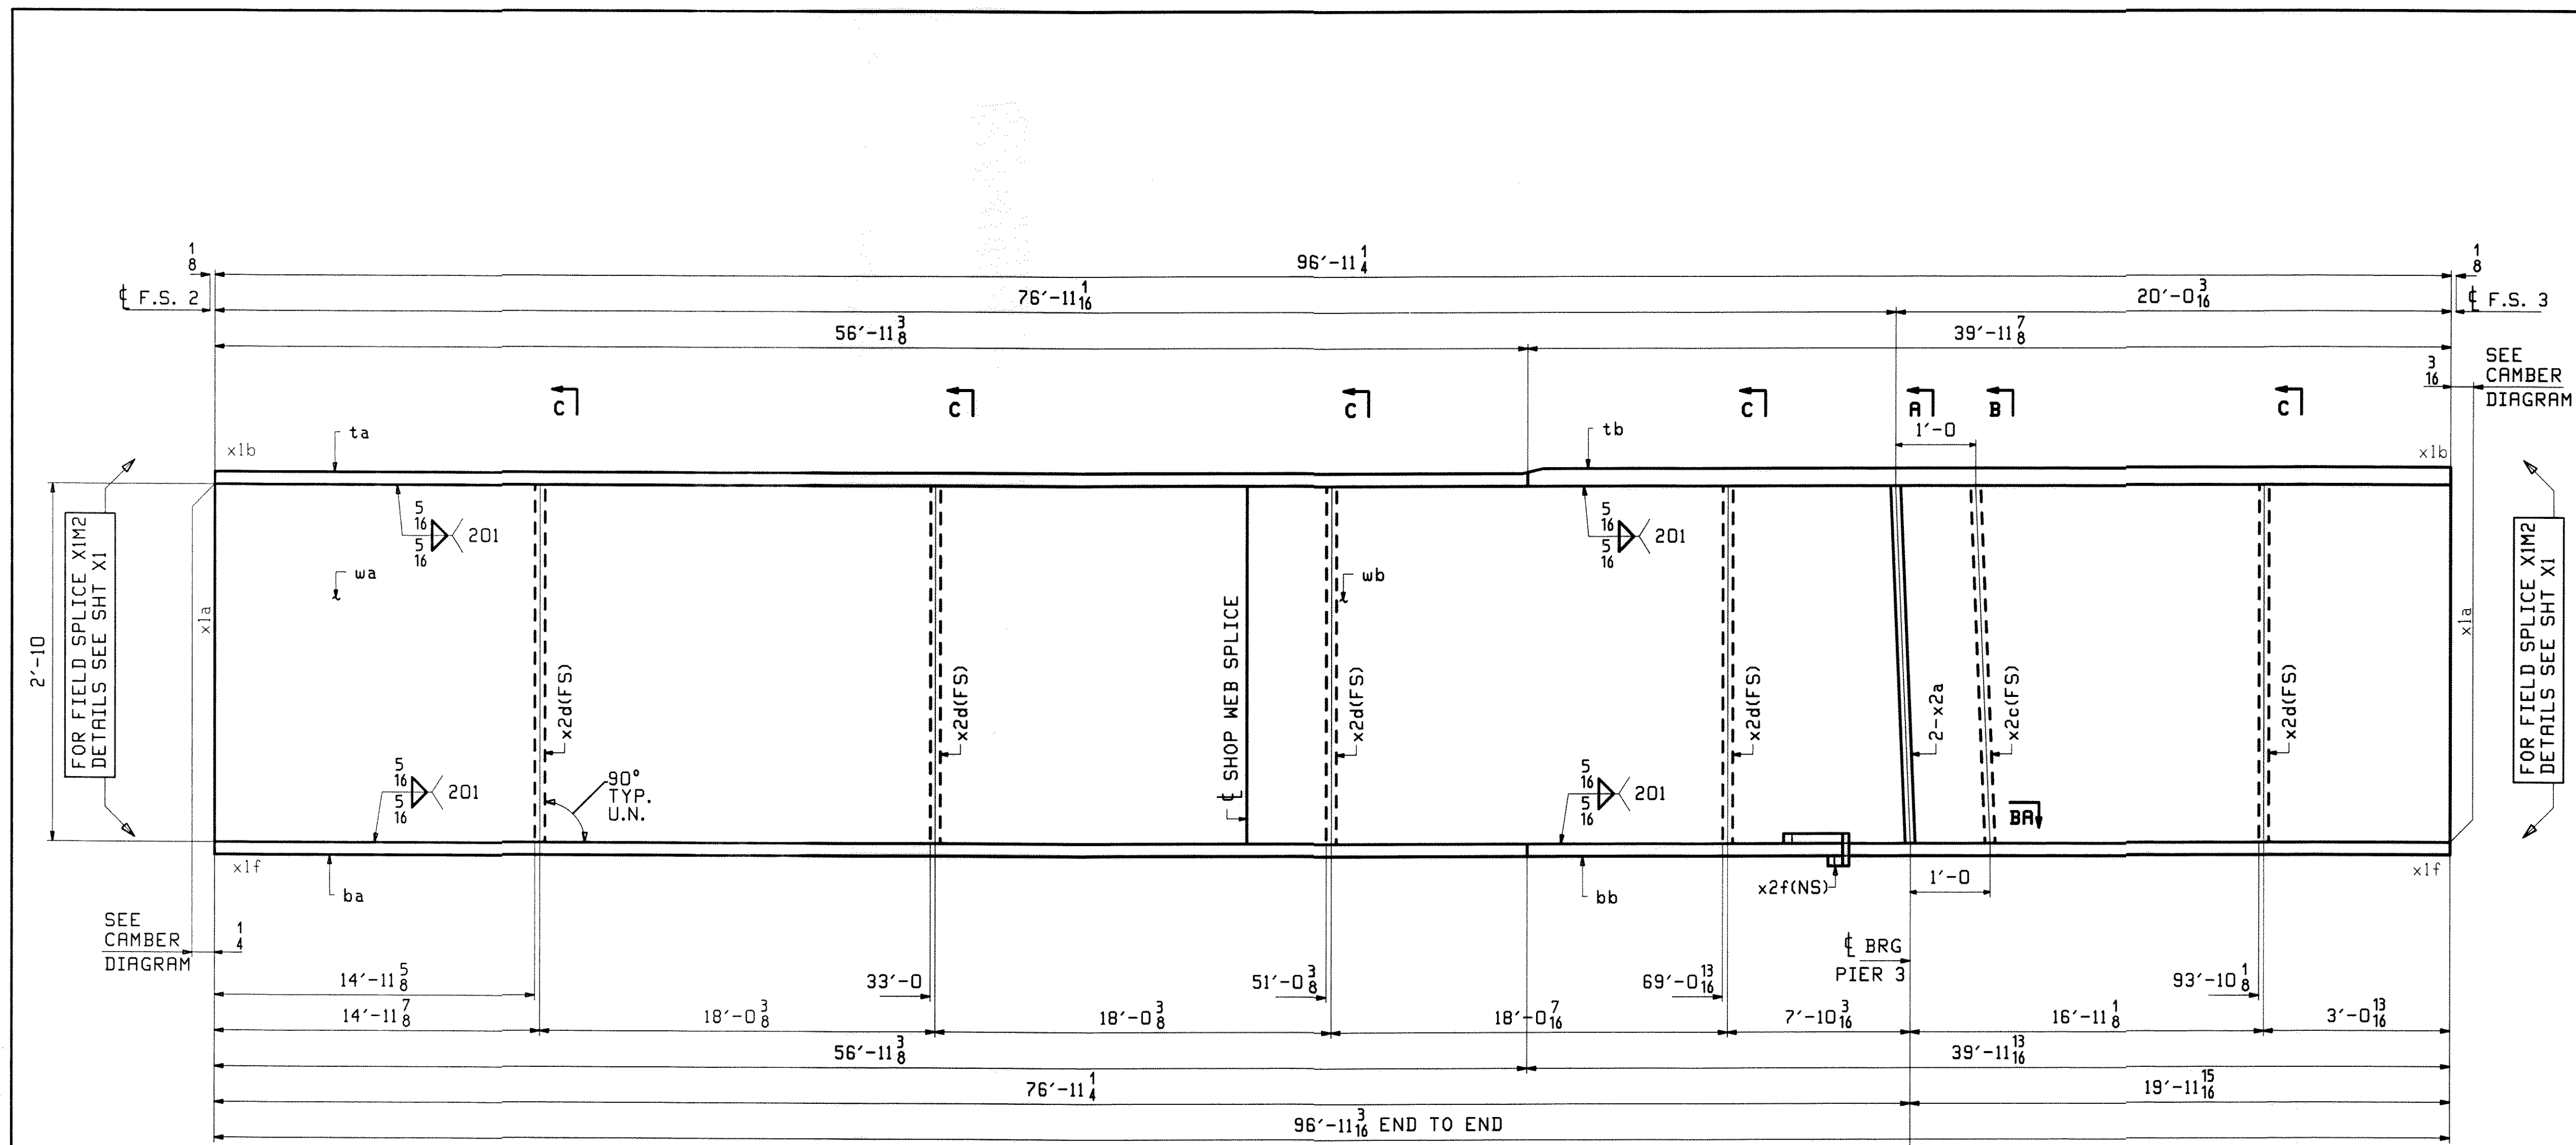 1/8
96'-11 1/4
1/8
℄ F.S. 2
76'-11 1/16
20'-0 3/16
℄ F.S. 3
56'-11 3/8
39'-11 7/8
3/16
SEE
CAMBER
DIAGRAM
C
C
C
C
A
B
C
1'-0
x1b
ta
tb
x1b
5/16
5/16
201
5/16
5/16
201
wa
wb
2'-10
FOR FIELD SPLICE X1M2
DETAILS SEE SHT X1
x1a
x2d(FS)
x2d(FS)
℄ SHOP WEB SPLICE
x2d(FS)
x2d(FS)
2-x2a
x2c(FS)
x2d(FS)
x1a
FOR FIELD SPLICE X1M2
DETAILS SEE SHT X1
5/16
5/16
201
90°
TYP.
U.N.
5/16
5/16
201
BA
x1f
ba
bb
x2f(NS)
1'-0
x1f
SEE
CAMBER
DIAGRAM
1/4
℄ BRG
PIER 3
14'-11 5/8
33'-0
51'-0 3/8
69'-0 13/16
93'-10 1/8
14'-11 7/8
18'-0 3/8
18'-0 3/8
18'-0 7/16
7'-10 3/16
16'-11 1/8
3'-0 13/16
56'-11 3/8
39'-11 13/16
76'-11 1/4
19'-11 15/16
96'-11 3/16 END TO END